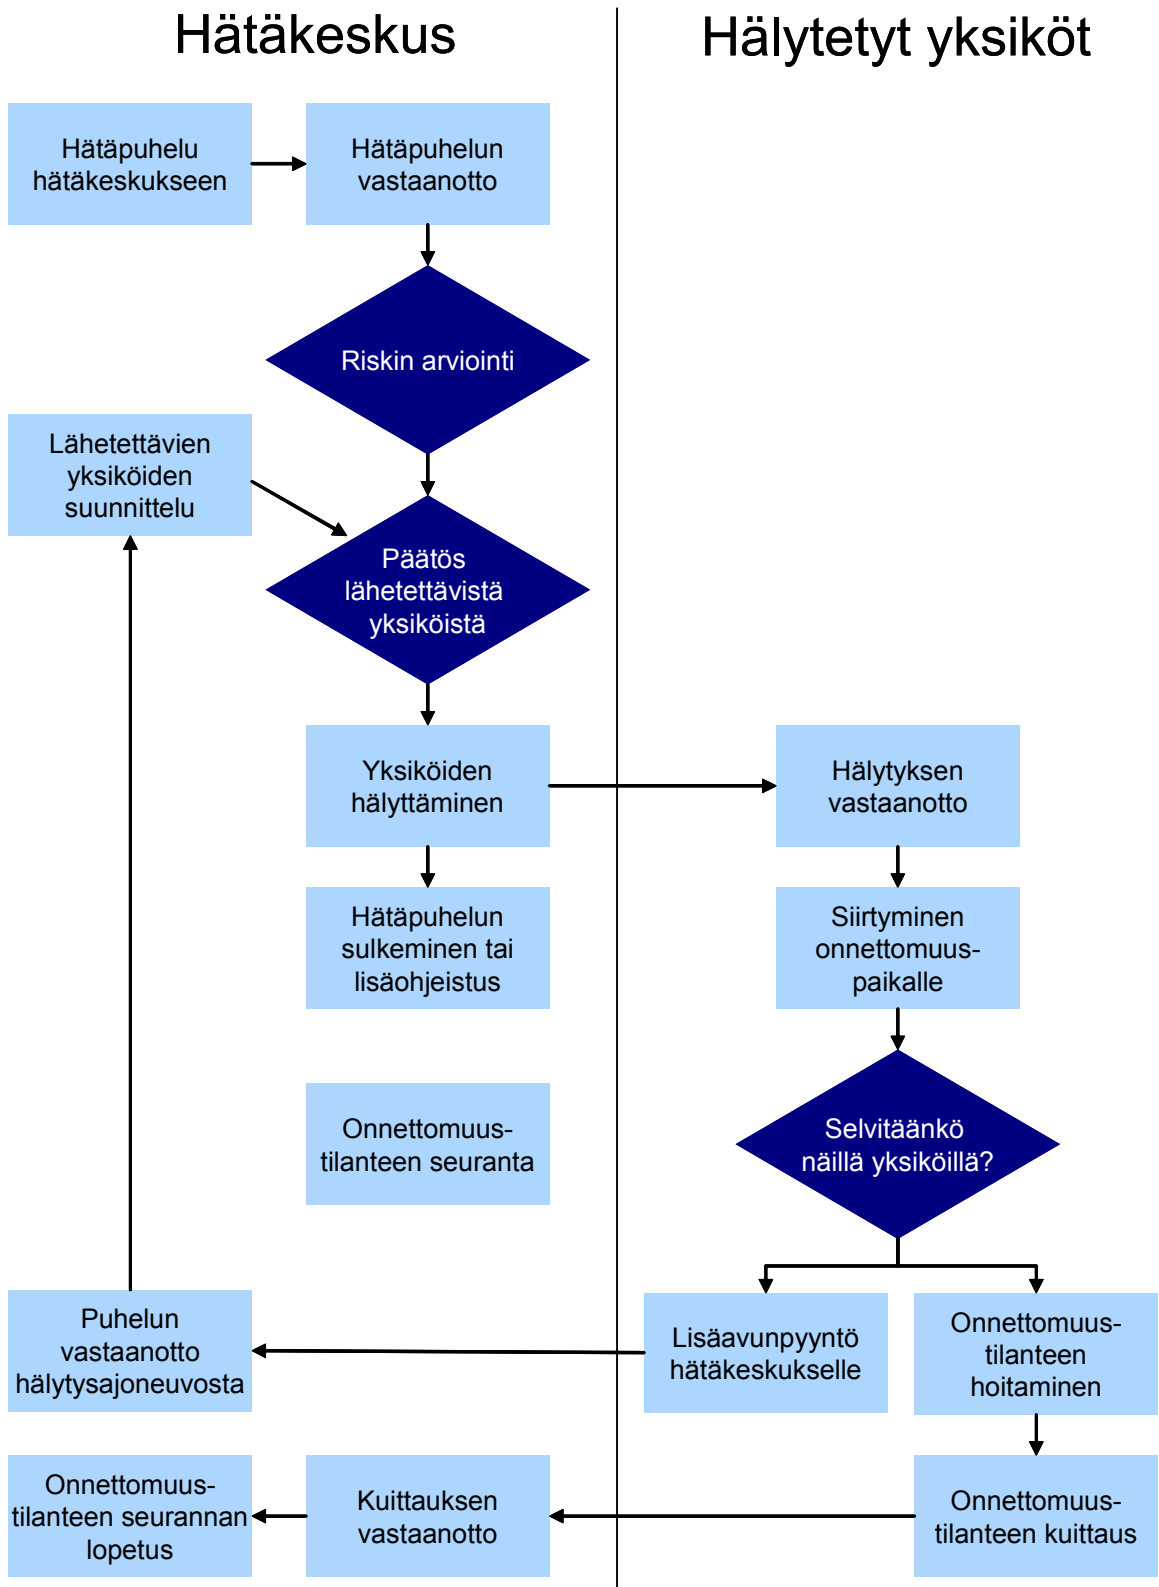 Hätäkeskus
Hälytetyt yksiköt
Hätäpuhelu
hätäkeskukseen
Hätäpuhelun
vastaanotto
Riskin arviointi
Lähetettävien
yksiköiden
suunnittelu
Päätös
lähetettävistä
yksiköistä
Yksiköiden
hälyttäminen
Hälytyksen
vastaanotto
Hätäpuhelun
sulkeminen tai
lisäohjeistus
Siirtyminen
onnettomuus-
paikalle
Onnettomuus-
tilanteen seuranta
Selvitäänkö
näillä yksiköillä?
Puhelun
vastaanotto
hälytysajoneuvosta
Lisäavunpyyntö
hätäkeskukselle
Onnettomuus-
tilanteen
hoitaminen
Onnettomuus-
tilanteen seurannan
lopetus
Kuittauksen
vastaanotto
Onnettomuus-
tilanteen kuittaus